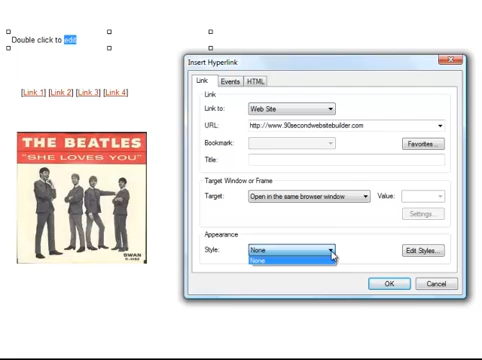 Double click to edit
[Link 1] [Link 2] [Link 3] [Link 4]
THE BEATLES
"SHE LOVES YOU"
SWAN
Insert Hyperlink
Link Events HTML
Link
Link to: Web Site
URL: http://www.90secondwebsitebuilder.com
Bookmark: Favorites...
Title:
Target Window or Frame
Target: Open in the same browser window Value:
Settings...
Appearance
Style: None Edit Styles...
None
OK Cancel